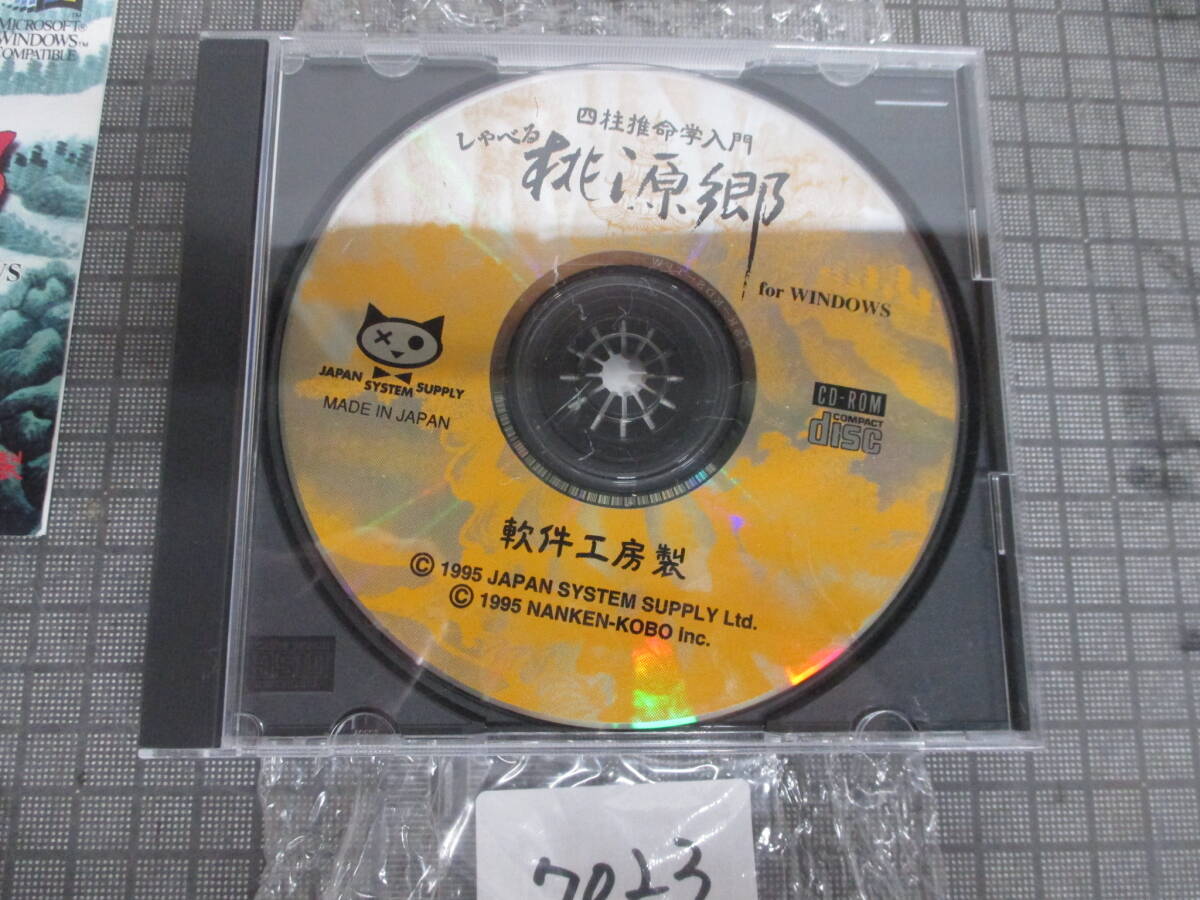 MICROSOFT®
WINDOWS™
COMPATIBLE
四柱推命学入門
しゃべる
桃源郷
for WINDOWS
JAPAN SYSTEM SUPPLY
MADE IN JAPAN
CD-ROM
COMPACT
disc
軟件工房製
© 1995 JAPAN SYSTEM SUPPLY Ltd.
© 1995 NANKEN-KOBO Inc.
7023